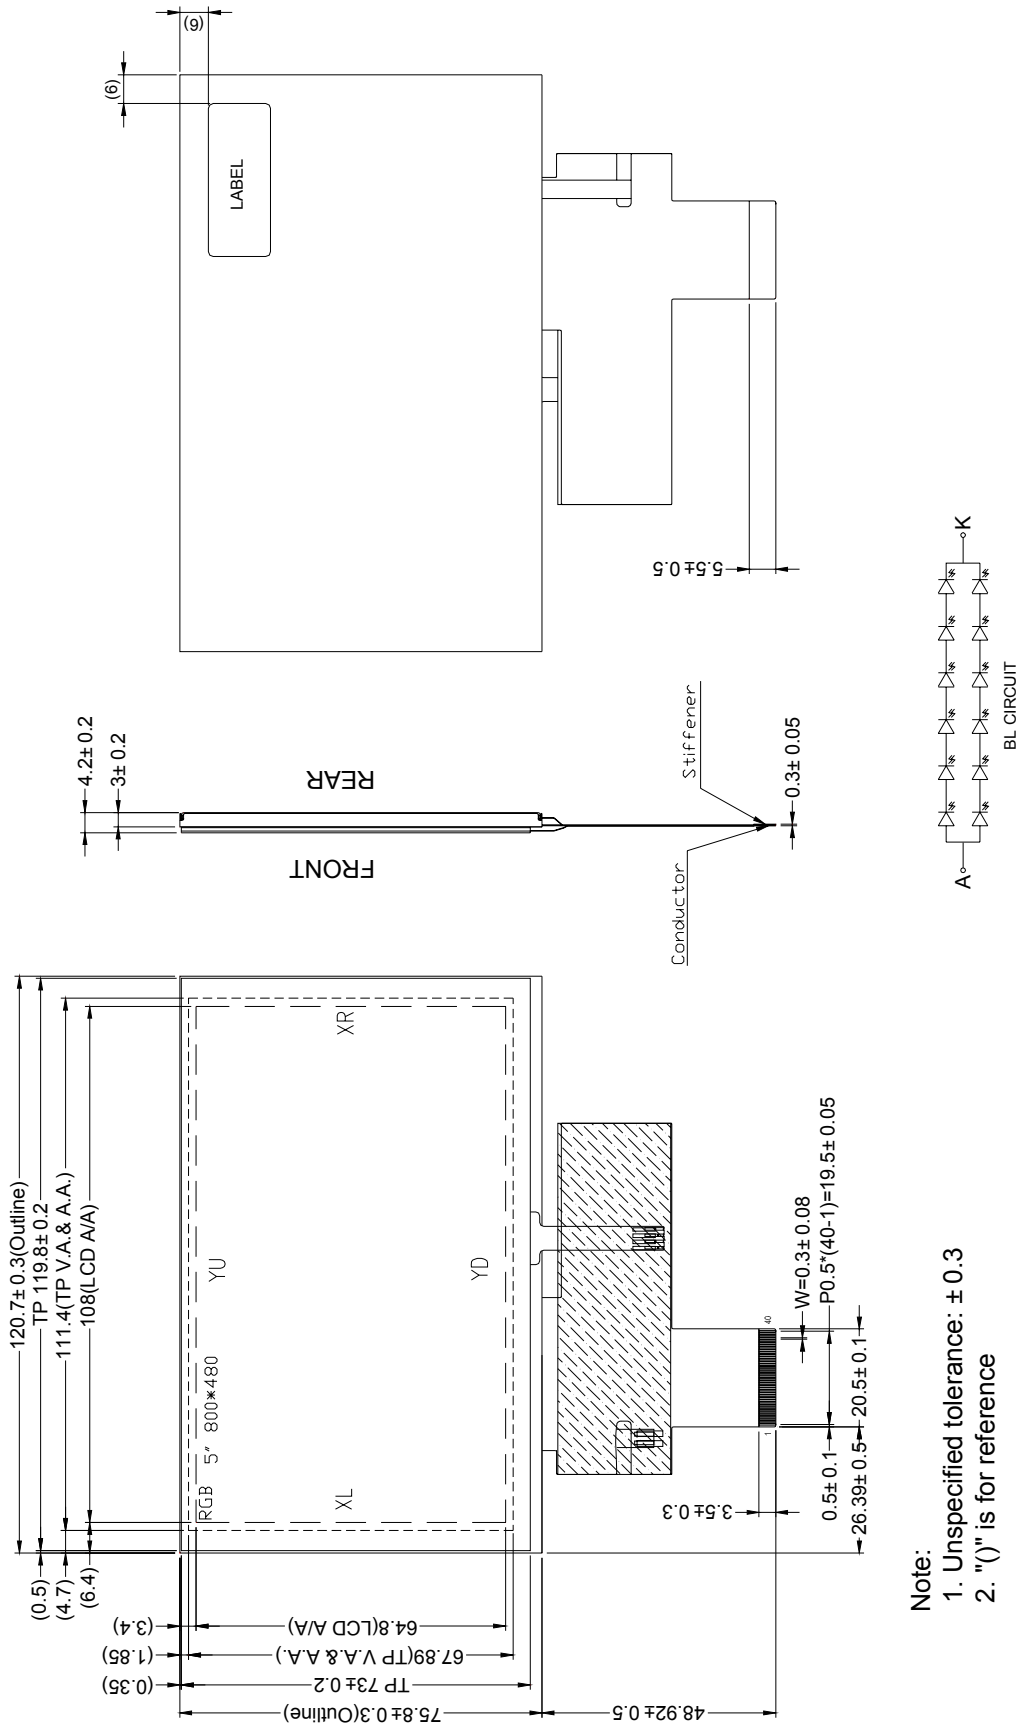 120.7± 0.3(Outline)
TP 119.8± 0.2
111.4(TP V.A.& A.A.)
108(LCD A/A)
(0.5)
(4.7)
(6.4)
75.8± 0.3(Outline)
TP 73± 0.2
67.89(TP V.A.& A.A.)
64.8(LCD A/A)
(0.35)
(1.85)
(3.4)
48.92± 0.5
RGB 5″ 800*480
YU
YD
XL
XR
3.5± 0.3
1
40
W=0.3± 0.08
P0.5*(40-1)=19.5± 0.05
0.5± 0.1
20.5± 0.1
26.39± 0.5
4.2± 0.2
3± 0.2
FRONT
REAR
Conductor
Stiffener
0.3± 0.05
(6)
(6)
LABEL
5.5± 0.5
A
K
BL CIRCUIT
Note:
1. Unspecified tolerance: ± 0.3
2. "()" is for reference